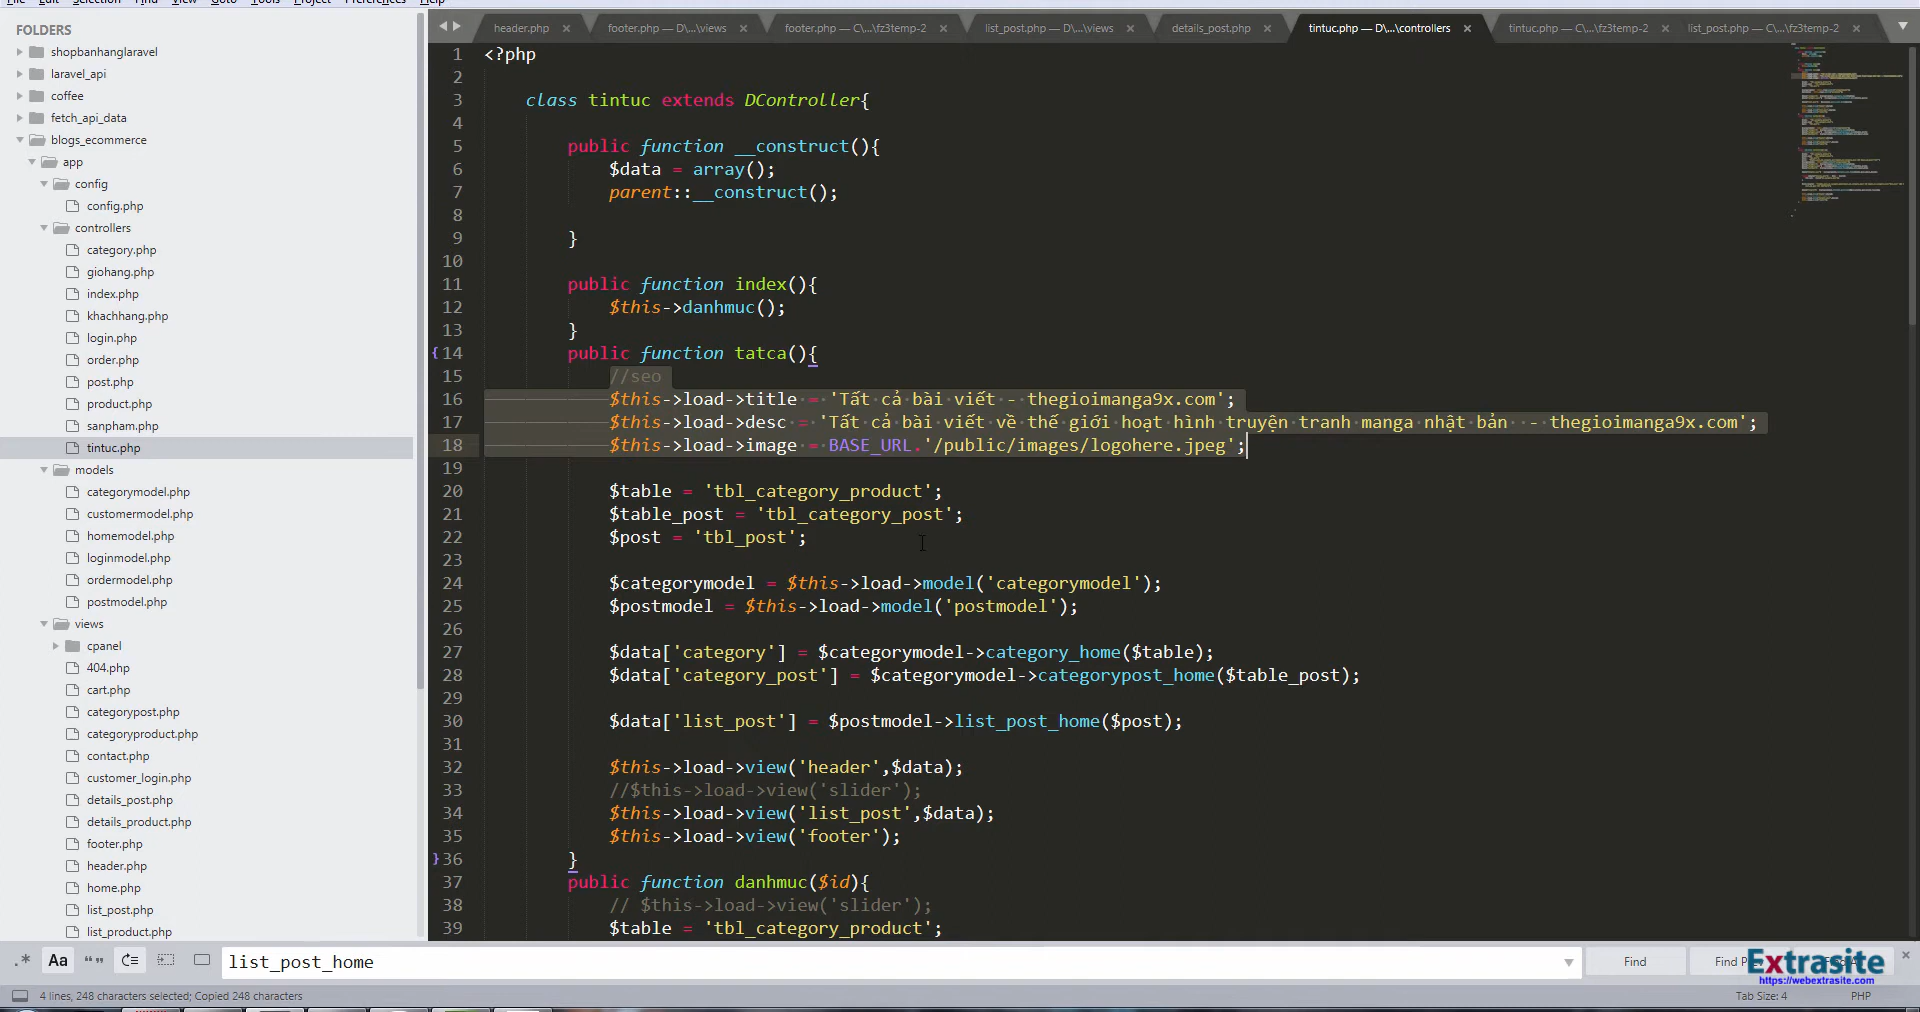 File Edit Selection Find View Goto Tools Project Preferences Help
FOLDERS
shopbanhanglaravel
laravel_api
coffee
fetch_api_data
blogs_ecommerce
app
config
config.php
controllers
category.php
giohang.php
index.php
khachhang.php
login.php
order.php
post.php
product.php
sanpham.php
tintuc.php
models
categorymodel.php
customermodel.php
homemodel.php
loginmodel.php
ordermodel.php
postmodel.php
views
cpanel
404.php
cart.php
categorypost.php
categoryproduct.php
contact.php
customer_login.php
details_post.php
details_product.php
footer.php
header.php
home.php
list_post.php
list_product.php
header.php × footer.php — D\...\views × footer.php — C\...\fz3temp-2 × list_post.php — D\...\views × details_post.php × tintuc.php — D\...\controllers × tintuc.php — C\...\fz3temp-2 × list_post.php — C\...\fz3temp-2 ×
1 <?php
2
3 class tintuc extends DController{
4
5 public function __construct(){
6 $data = array();
7 parent::__construct();
8
9 }
10
11 public function index(){
12 $this->danhmuc();
13 }
14 public function tatca(){
15 //seo
16 $this->load->title = 'Tất cả bài viết - thegioimanga9x.com';
17 $this->load->desc = 'Tất cả bài viết về thế giới hoạt hình truyện tranh manga nhật bản  - thegioimanga9x.com';
18 $this->load->image = BASE_URL.'/public/images/logohere.jpeg';
19
20 $table = 'tbl_category_product';
21 $table_post = 'tbl_category_post';
22 $post = 'tbl_post';
23
24 $categorymodel = $this->load->model('categorymodel');
25 $postmodel = $this->load->model('postmodel');
26
27 $data['category'] = $categorymodel->category_home($table);
28 $data['category_post'] = $categorymodel->categorypost_home($table_post);
29
30 $data['list_post'] = $postmodel->list_post_home($post);
31
32 $this->load->view('header',$data);
33 //$this->load->view('slider');
34 $this->load->view('list_post',$data);
35 $this->load->view('footer');
36 }
37 public function danhmuc($id){
38 // $this->load->view('slider');
39 $table = 'tbl_category_product';
.* Aa “” list_post_home Find Find
Extrasite
https://webextrasite.com
4 lines, 248 characters selected; Copied 248 characters Tab Size: 4 PHP